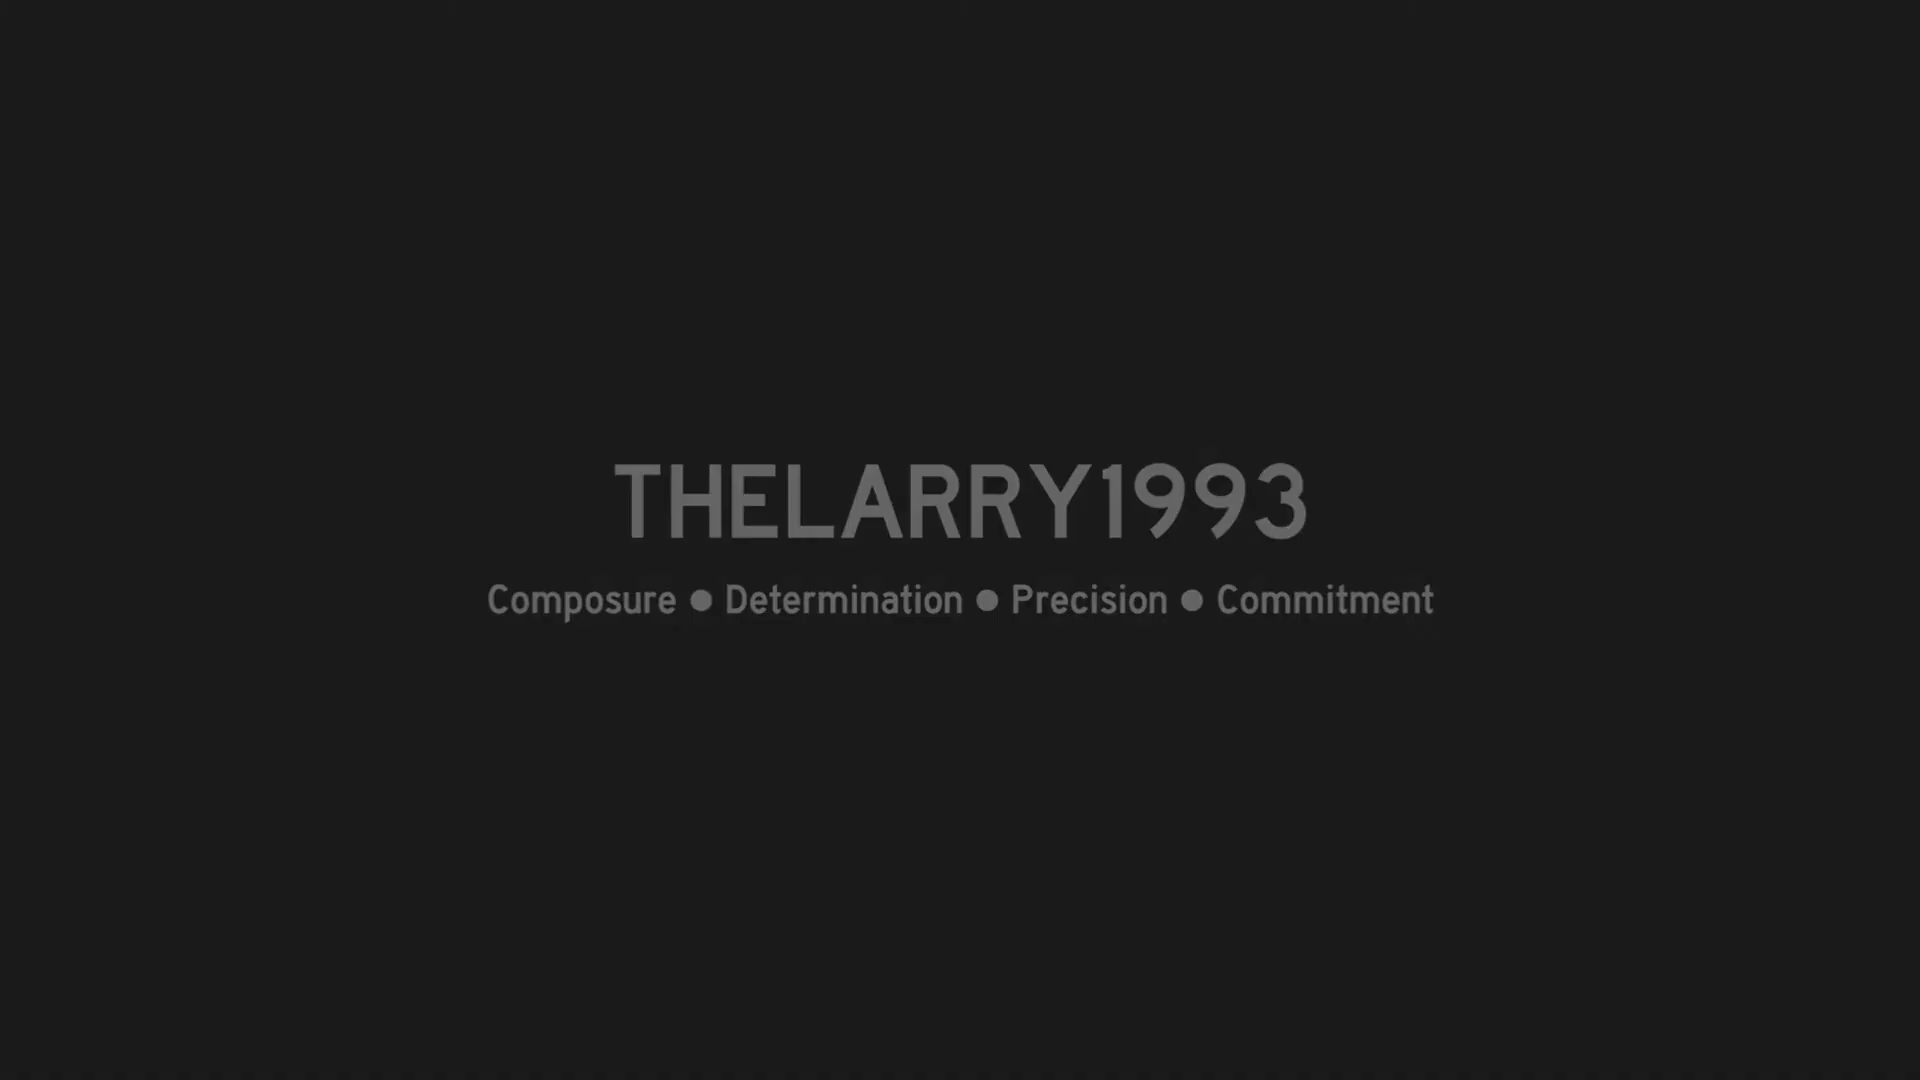 THELARRY1993
Composure ● Determination ● Precision ● Commitment